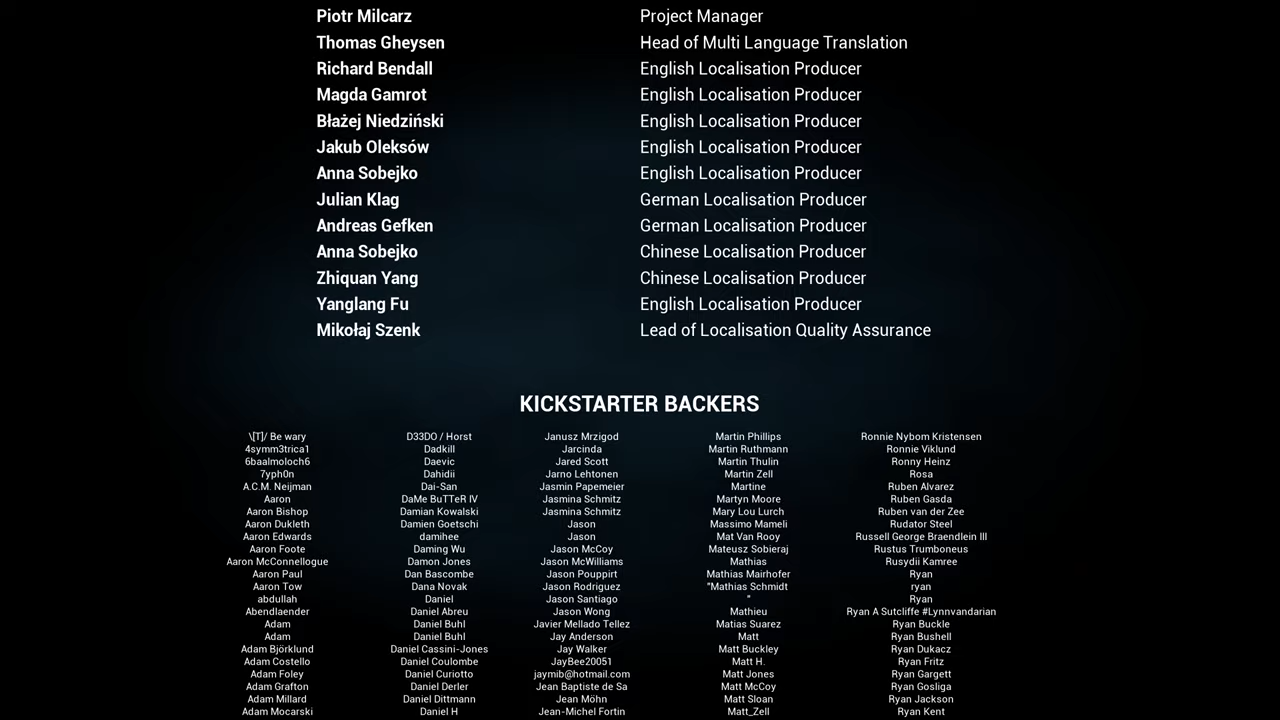 Piotr Milcarz Project Manager
Thomas Gheysen Head of Multi Language Translation
Richard Bendall English Localisation Producer
Magda Gamrot English Localisation Producer
Błażej Niedziński English Localisation Producer
Jakub Oleksów English Localisation Producer
Anna Sobejko English Localisation Producer
Julian Klag German Localisation Producer
Andreas Gefken German Localisation Producer
Anna Sobejko Chinese Localisation Producer
Zhiquan Yang Chinese Localisation Producer
Yanglang Fu English Localisation Producer
Mikołaj Szenk Lead of Localisation Quality Assurance
KICKSTARTER BACKERS
\[T]/ Be wary D33DO / Horst Janusz Mrzigod Martin Phillips Ronnie Nybom Kristensen
4symm3trica1 Dadkill Jarcinda Martin Ruthmann Ronnie Viklund
6baalmoloch6 Daevic Jared Scott Martin Thulin Ronny Heinz
7yph0n Dahidii Jarno Lehtonen Martin Zell Rosa
A.C.M. Neijman Dai-San Jasmin Papemeier Martine Ruben Alvarez
Aaron DaMe BuTTeR IV Jasmina Schmitz Martyn Moore Ruben Gasda
Aaron Bishop Damian Kowalski Jasmina Schmitz Mary Lou Lurch Ruben van der Zee
Aaron Dukleth Damien Goetschi Jason Massimo Mameli Rudator Steel
Aaron Edwards damihee Jason Mat Van Rooy Russell George Braendlein III
Aaron Foote Daming Wu Jason McCoy Mateusz Sobieraj Rustus Trumboneus
Aaron McConnellogue Damon Jones Jason McWilliams Mathias Rusydii Kamree
Aaron Paul Dan Bascombe Jason Pouppirt Mathias Mairhofer Ryan
Aaron Tow Dana Novak Jason Rodriguez "Mathias Schmidt ryan
abdullah Daniel Jason Santiago " Ryan
Abendlaender Daniel Abreu Jason Wong Mathieu Ryan A Sutcliffe #Lynnvandarian
Adam Daniel Buhl Javier Mellado Tellez Matias Suarez Ryan Buckle
Adam Daniel Buhl Jay Anderson Matt Ryan Bushell
Adam Björklund Daniel Cassini-Jones Jay Walker Matt Buckley Ryan Dukacz
Adam Costello Daniel Coulombe JayBee20051 Matt H. Ryan Fritz
Adam Foley Daniel Curiotto jaymib@hotmail.com Matt Jones Ryan Gargett
Adam Grafton Daniel Derler Jean Baptiste de Sa Matt McCoy Ryan Gosliga
Adam Millard Daniel Dittmann Jean Möhn Matt Sloan Ryan Jackson
Adam Mocarski Daniel H Jean-Michel Fortin Matt_Zell Ryan Kent